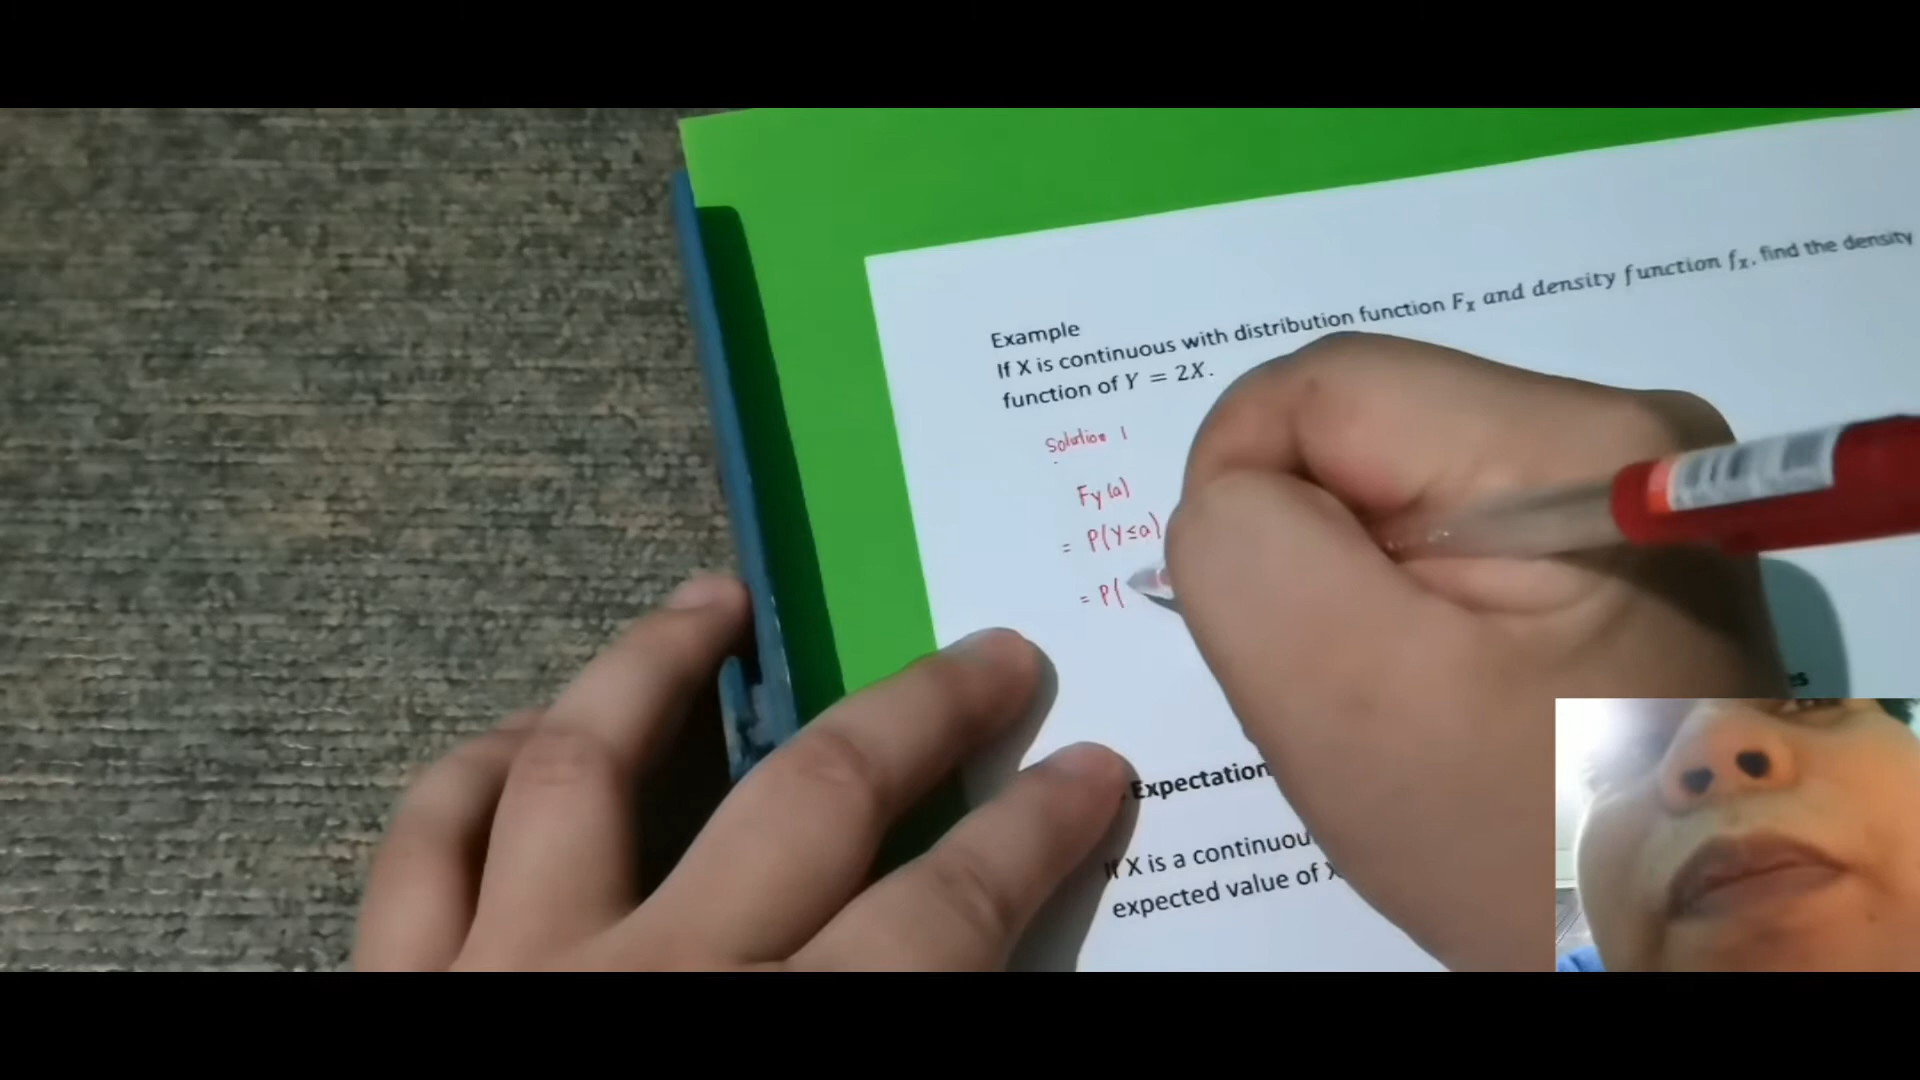 Example
If X is continuous with distribution function Fₓ and density function fₓ, find the density
function of Y = 2X.
Solution 1
Fy(a)
= P(Y≤a)
= P(
Expectation
If X is a continuou
expected value of X